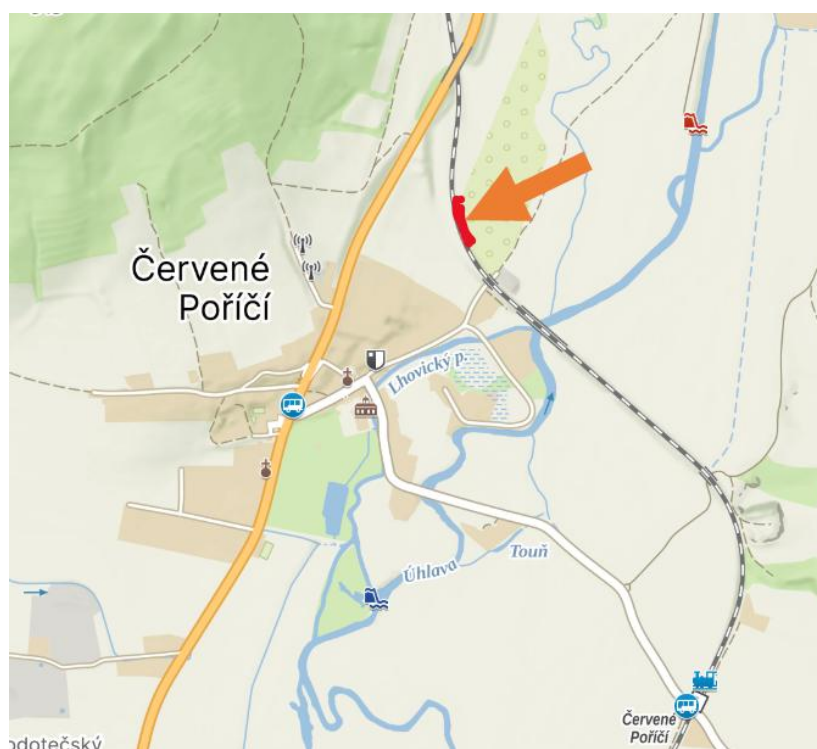 Červené
Poříčí
Lhovický p.
Touň
Úhlava
Červené
Poříčí
odotečský